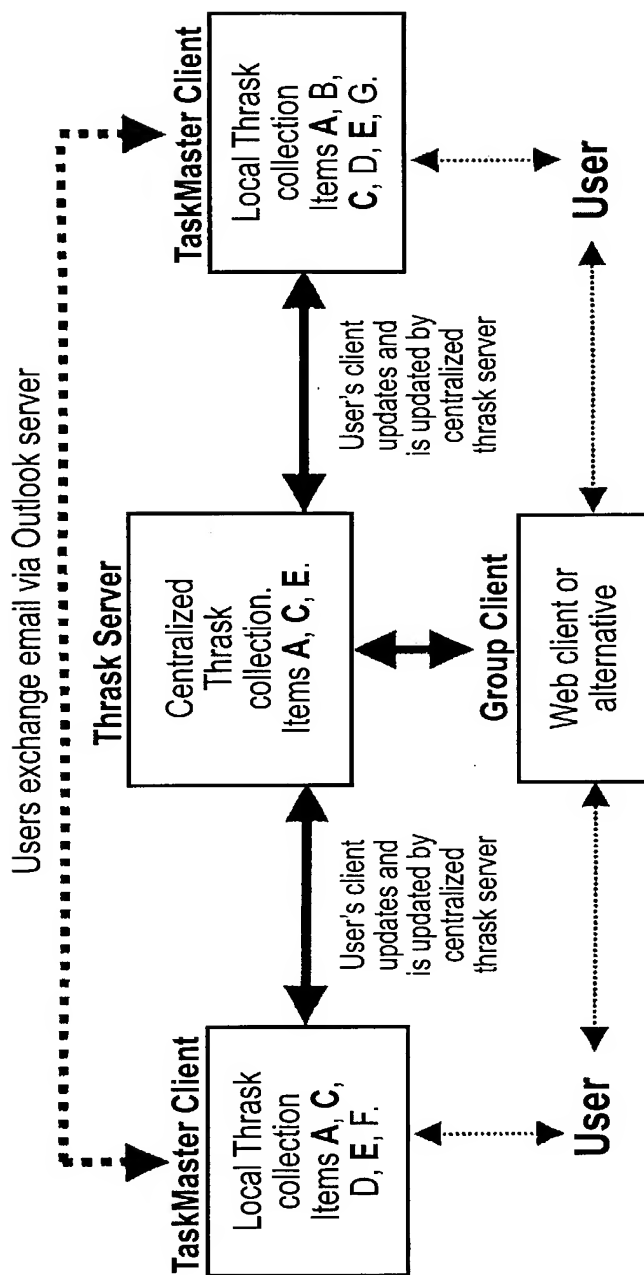 Users exchange email via Outlook server
TaskMaster Client
Local Thrask
collection
Items A, C,
D, E, F.
User's client
updates and
is updated by
centralized
thrask server
Thrask Server
Centralized
Thrask
collection.
Items A, C, E.
User's client
updates and
is updated by
centralized
thrask server
TaskMaster Client
Local Thrask
collection
Items A, B,
C, D, E, G.
User
Group Client
Web client or
alternative
User